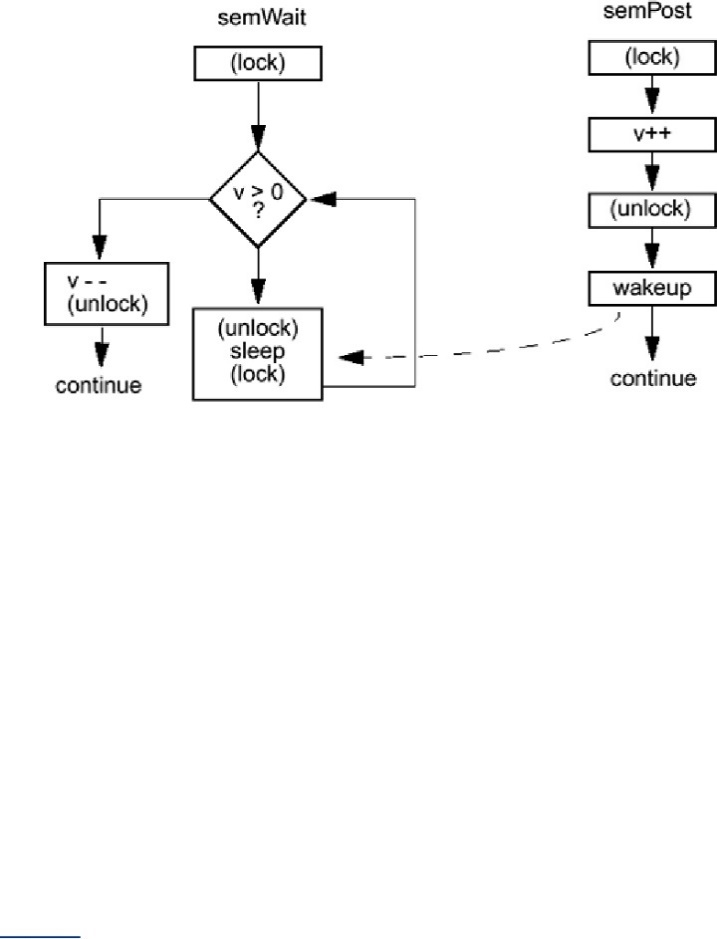 semWait
(lock)
v > 0
?
v - -
(unlock)
continue
(unlock)
sleep
(lock)
semPost
(lock)
v++
(unlock)
wakeup
continue